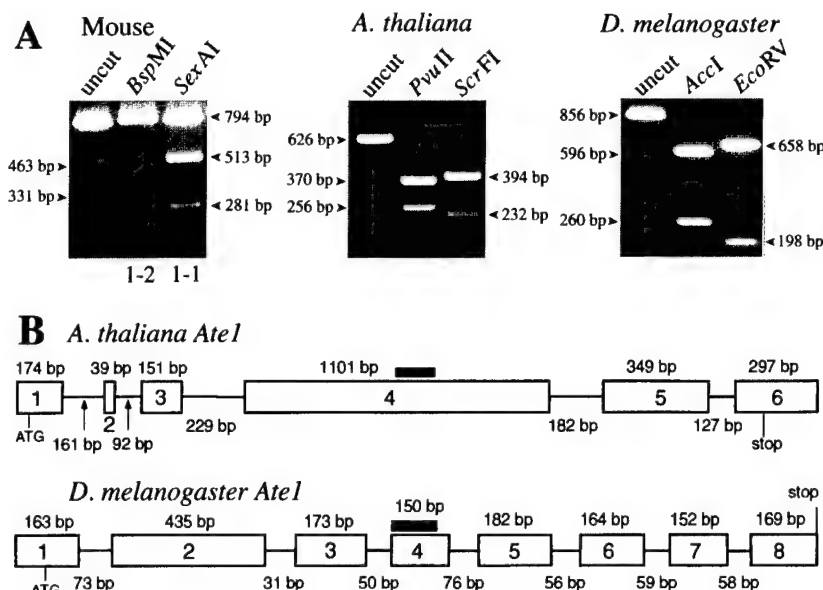 A
Mouse
A. thaliana
D. melanogaster
uncut BspMI SexAI
uncut PvuII ScrFI
uncut AccI EcoRV
794 bp
513 bp
463 bp
331 bp
281 bp
1-2 1-1
626 bp
370 bp
256 bp
394 bp
232 bp
856 bp
596 bp
260 bp
658 bp
198 bp
B A. thaliana Ate1
174 bp 39 bp 151 bp 1101 bp 349 bp 297 bp
1 2 3 4 5 6
ATG 161 bp 92 bp 229 bp 182 bp 127 bp stop
D. melanogaster Ate1
stop
163 bp 435 bp 173 bp 150 bp 182 bp 164 bp 152 bp 169 bp
1 2 3 4 5 6 7 8
ATG 73 bp 31 bp 50 bp 76 bp 56 bp 59 bp 58 bp